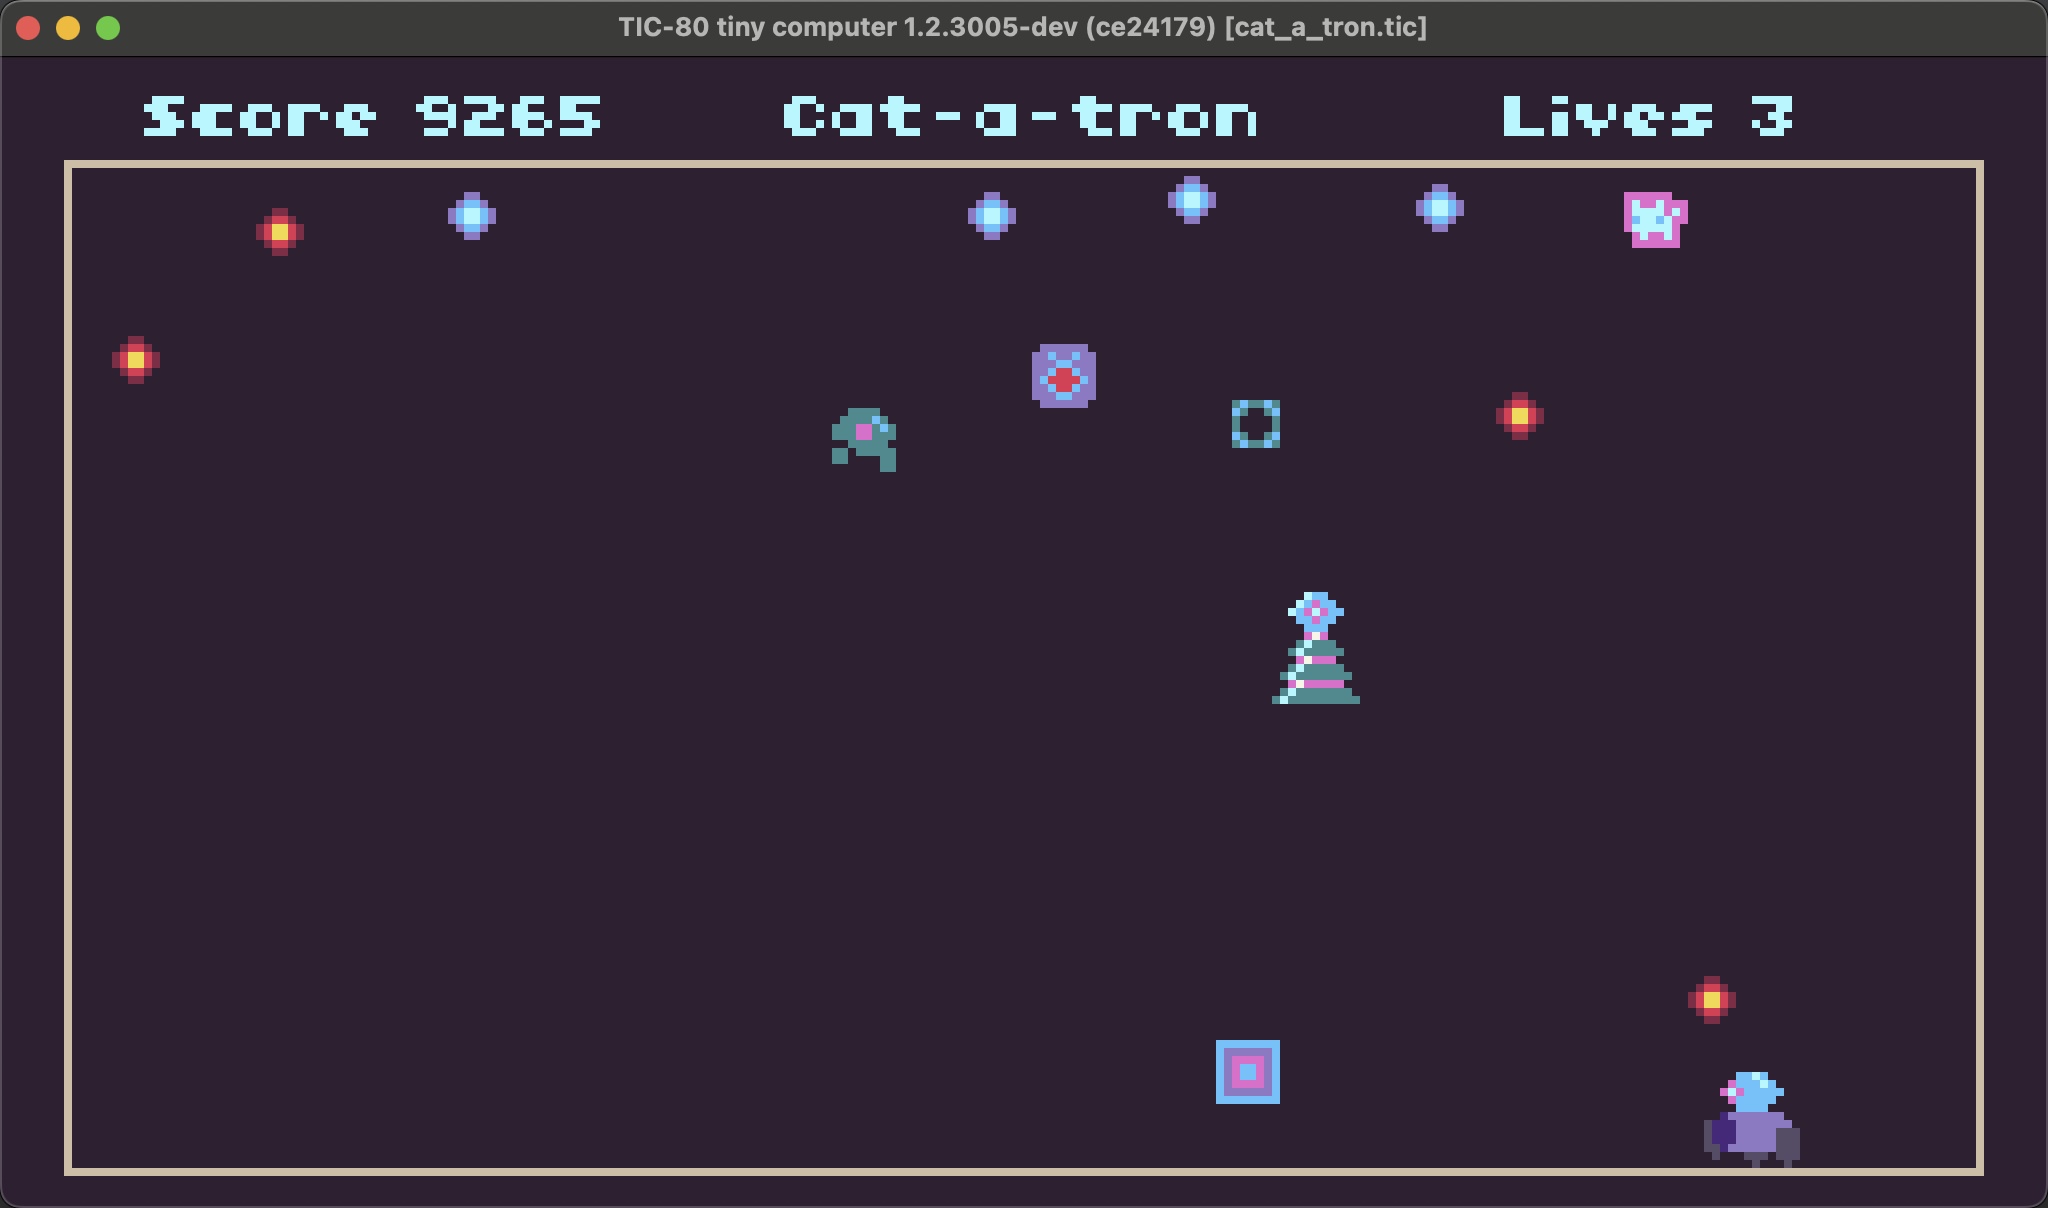 TIC-80 tiny computer 1.2.3005-dev (ce24179) [cat_a_tron.tic]
Score 9265 Cat-a-tron Lives 3